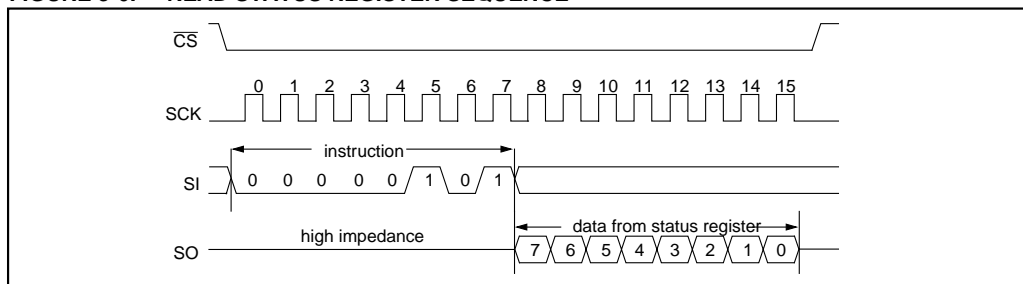 FIGURE 3-6: READ STATUS REGISTER SEQUENCE
CS
0 1 2 3 4 5 6 7 8 9 10 11 12 13 14 15
SCK
instruction
SI 0 0 0 0 0 1 0 1
data from status register
high impedance
SO 7 6 5 4 3 2 1 0